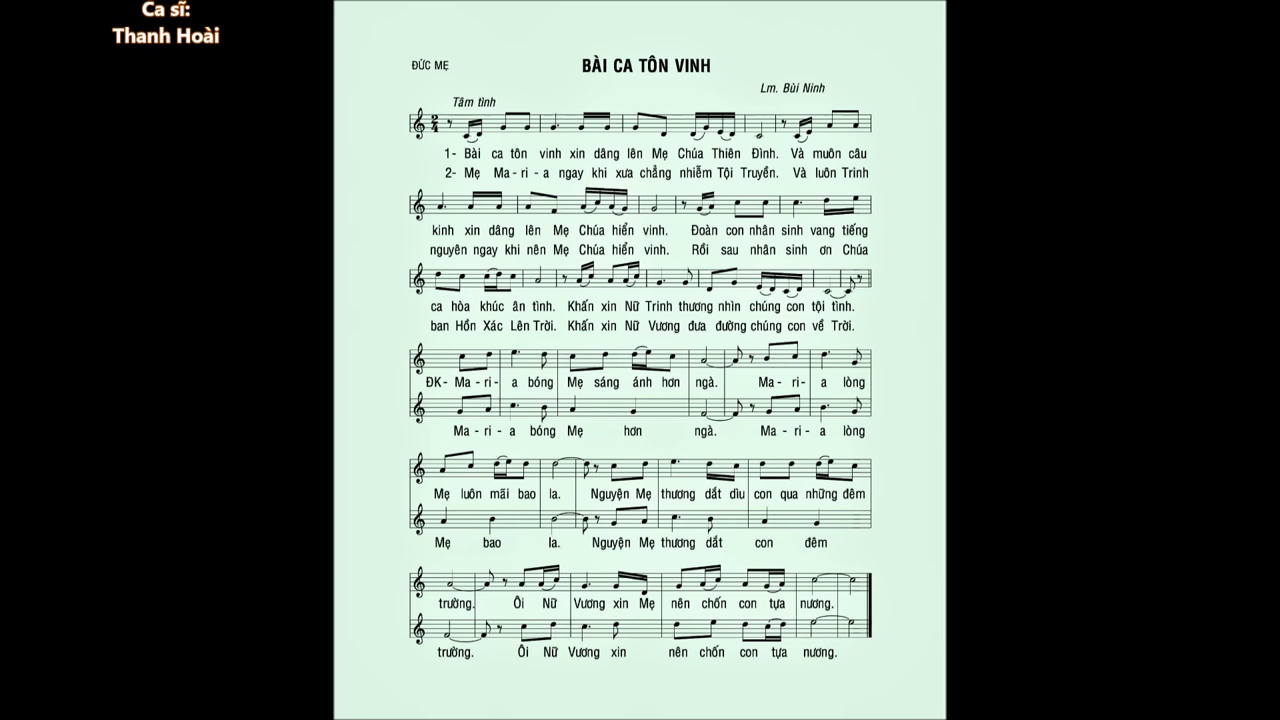 Ca sĩ:
Thanh Hoài
ĐỨC MẸ
BÀI CA TÔN VINH
Lm. Bùi Ninh
Tâm tình
1- Bài ca tôn vinh xin dâng lên Mẹ Chúa Thiên Đình. Và muôn câu
2- Mẹ Ma - ri - a ngay khi xưa chẳng nhiễm Tội Truyền. Và luôn Trinh
kinh xin dâng lên Mẹ Chúa hiển vinh. Đoàn con nhân sinh vang tiếng
nguyên ngay khi nên Mẹ Chúa hiển vinh. Rồi sau nhân sinh ơn Chúa
ca hòa khúc ân tình. Khấn xin Nữ Trinh thương nhìn chúng con tội tình.
ban Hồn Xác Lên Trời. Khấn xin Nữ Vương đưa đường chúng con về Trời.
ĐK- Ma - ri - a bóng Mẹ sáng ánh hơn ngà. Ma - ri - a lòng
Ma - ri - a bóng Mẹ hơn ngà. Ma - ri - a lòng
Mẹ luôn mãi bao la. Nguyện Mẹ thương dắt dìu con qua những đêm
Mẹ bao la. Nguyện Mẹ thương dắt con đêm
trường. Ôi Nữ Vương xin Mẹ nên chốn con tựa nương.
trường. Ôi Nữ Vương xin nên chốn con tựa nương.